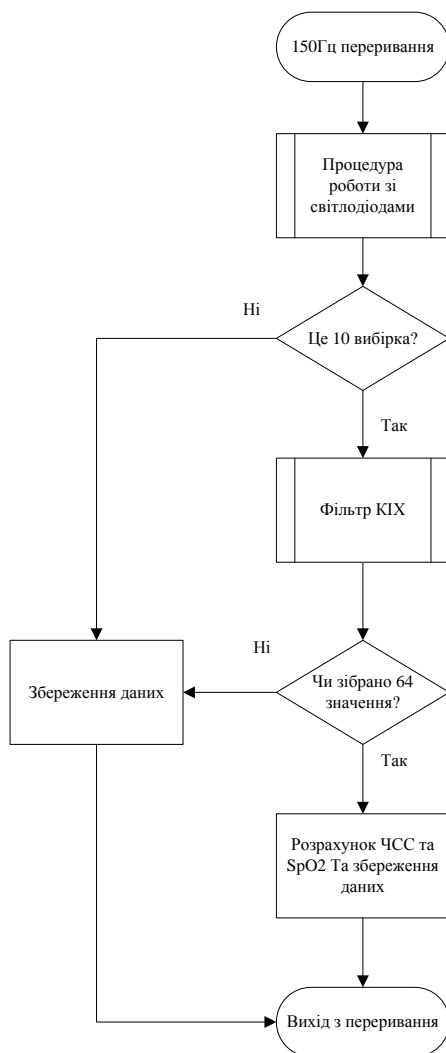 150Гц переривання
Процедура
роботи зі
світлодіодами
Ні
Це 10 вибірка?
Так
Фільтр КІХ
Ні
Збереження даних
Чи зібрано 64
значення?
Так
Розрахунок ЧСС та
SpO2 Та збереження
даних
Вихід з переривання